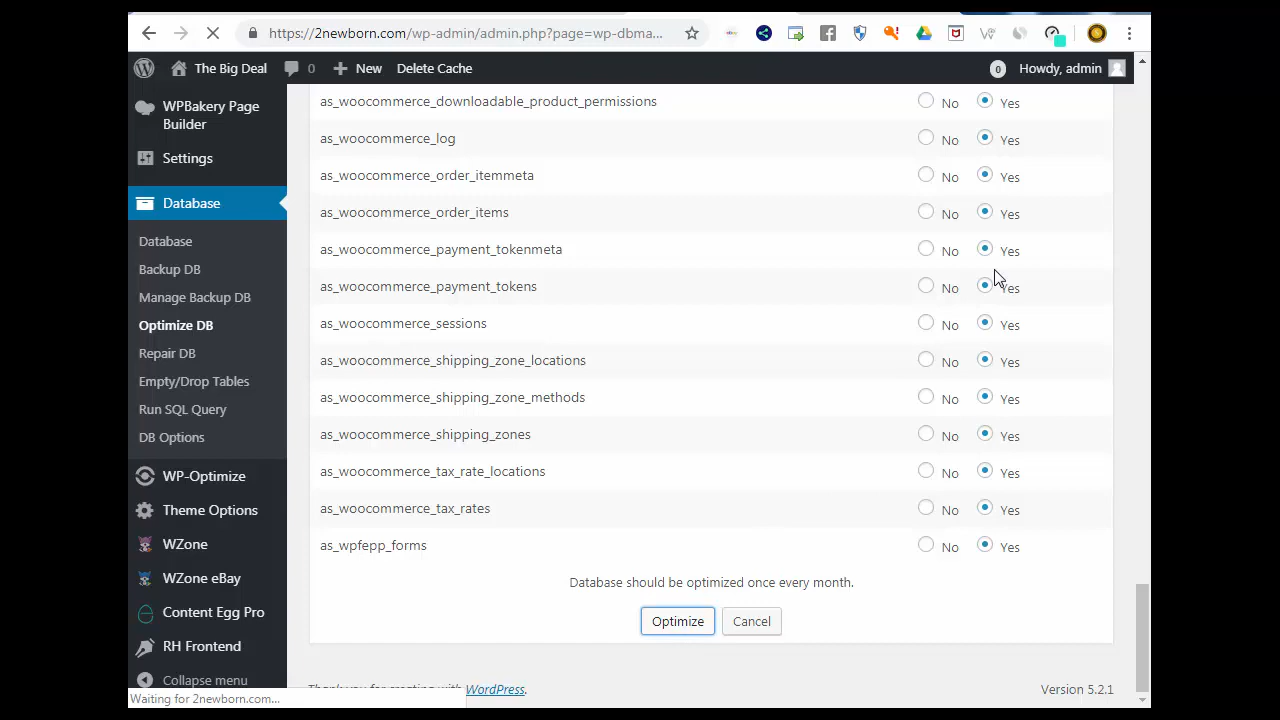 https://2newborn.com/wp-admin/admin.php?page=wp-dbma...
The Big Deal
0
New
Delete Cache
0
Howdy, admin
WPBakery Page
Builder
Settings
Database
Database
Backup DB
Manage Backup DB
Optimize DB
Repair DB
Empty/Drop Tables
Run SQL Query
DB Options
WP-Optimize
Theme Options
WZone
WZone eBay
Content Egg Pro
RH Frontend
Collapse menu
as_woocommerce_downloadable_product_permissions No Yes
as_woocommerce_log No Yes
as_woocommerce_order_itemmeta No Yes
as_woocommerce_order_items No Yes
as_woocommerce_payment_tokenmeta No Yes
as_woocommerce_payment_tokens No Yes
as_woocommerce_sessions No Yes
as_woocommerce_shipping_zone_locations No Yes
as_woocommerce_shipping_zone_methods No Yes
as_woocommerce_shipping_zones No Yes
as_woocommerce_tax_rate_locations No Yes
as_woocommerce_tax_rates No Yes
as_wpfepp_forms No Yes
Database should be optimized once every month.
Optimize Cancel
Thank you for creating with WordPress.
Version 5.2.1
Waiting for 2newborn.com...